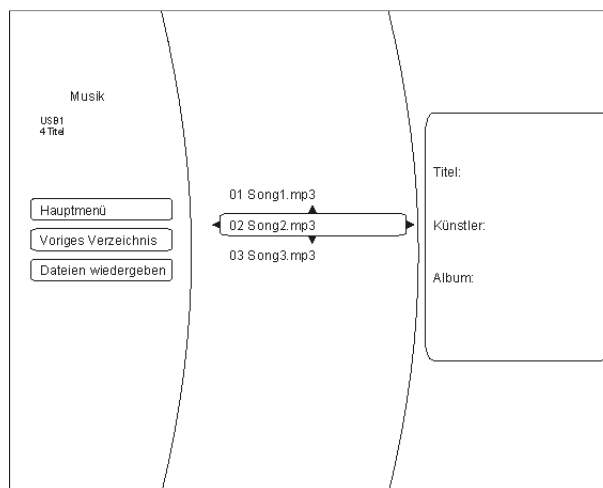 Musik
USB1
4 Titel
Hauptmenü
Voriges Verzeichnis
Dateien wiedergeben
01 Song1.mp3
02 Song2.mp3
03 Song3.mp3
Titel:
Künstler:
Album: